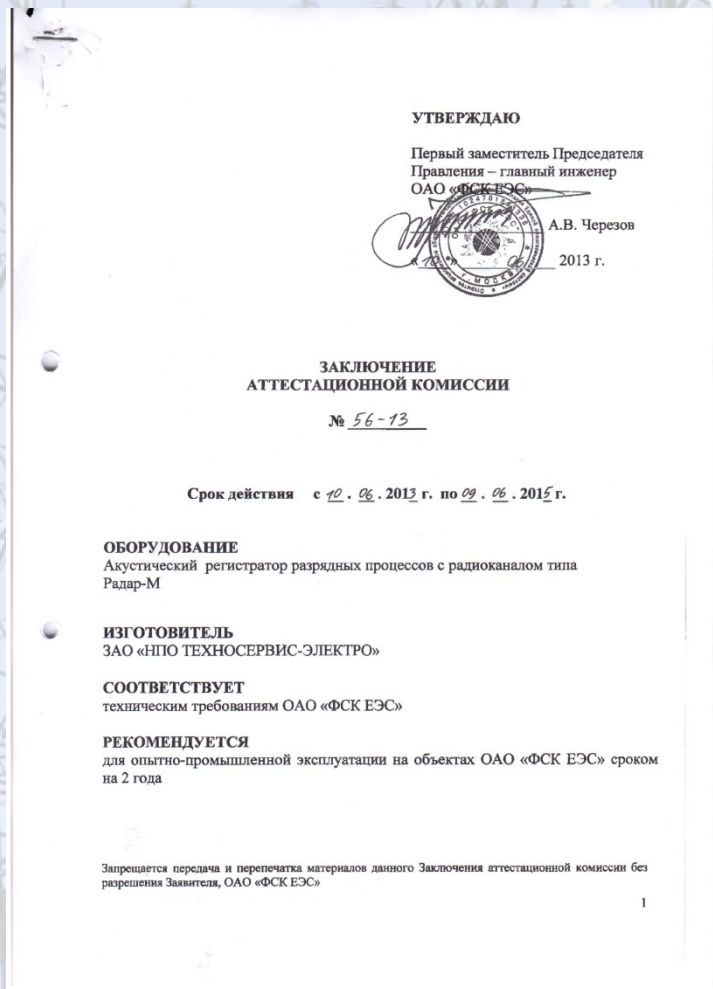 УТВЕРЖДАЮ
Первый заместитель Председателя
Правления – главный инженер
ОАО «ФСК ЕЭС»
А.В. Черезов
« 10 » 06 2013 г.
г. МОСКВА
ЗАКЛЮЧЕНИЕ
АТТЕСТАЦИОННОЙ КОМИССИИ
№ 56-13
Срок действия с 10 . 06 . 2013 г. по 09 . 06 . 2015 г.
ОБОРУДОВАНИЕ
Акустический регистратор разрядных процессов с радиоканалом типа
Радар-М
ИЗГОТОВИТЕЛЬ
ЗАО «НПО ТЕХНОСЕРВИС-ЭЛЕКТРО»
СООТВЕТСТВУЕТ
техническим требованиям ОАО «ФСК ЕЭС»
РЕКОМЕНДУЕТСЯ
для опытно-промышленной эксплуатации на объектах ОАО «ФСК ЕЭС» сроком
на 2 года
Запрещается передача и перепечатка материалов данного Заключения аттестационной комиссии без
разрешения Заявителя, ОАО «ФСК ЕЭС»
1